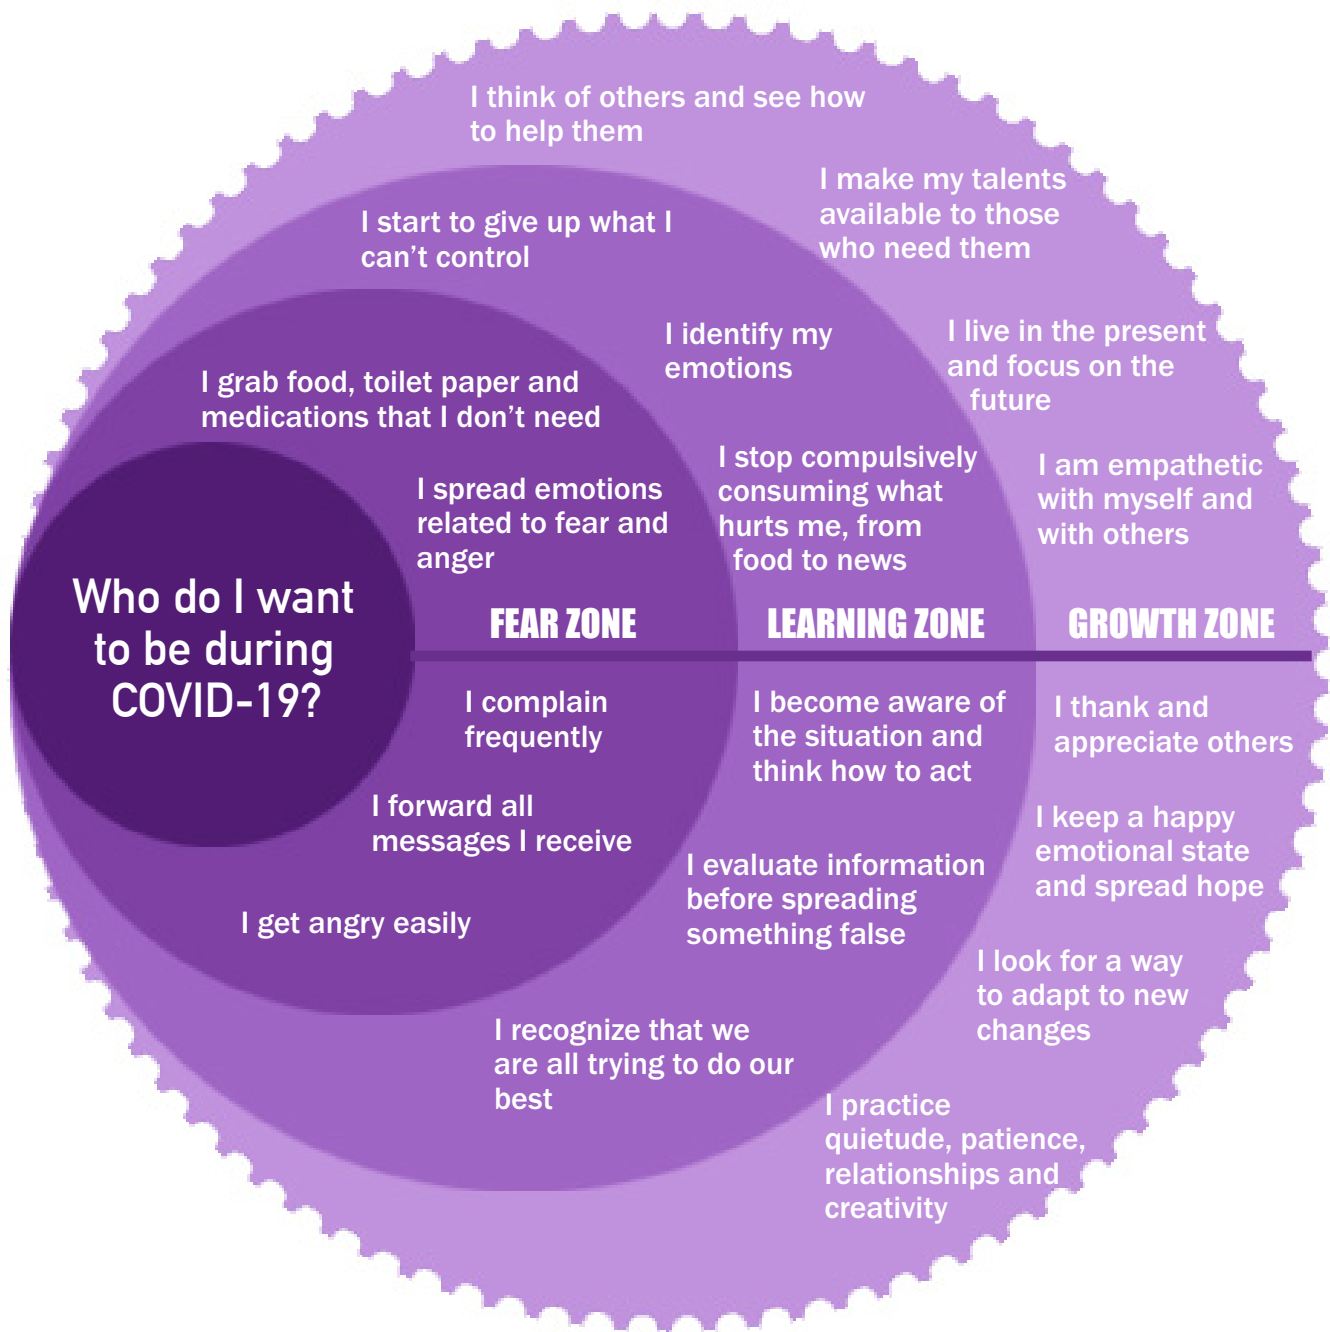 I think of others and see how
to help them
I make my talents
available to those
who need them
I start to give up what I
can’t control
I identify my
emotions
I live in the present
and focus on the
future
I grab food, toilet paper and
medications that I don’t need
I stop compulsively
consuming what
hurts me, from
food to news
I am empathetic
with myself and
with others
I spread emotions
related to fear and
anger
Who do I want
to be during
COVID-19?
FEAR ZONE
LEARNING ZONE
GROWTH ZONE
I complain
frequently
I become aware of
the situation and
think how to act
I thank and
appreciate others
I forward all
messages I receive
I keep a happy
emotional state
and spread hope
I evaluate information
before spreading
something false
I get angry easily
I look for a way
to adapt to new
changes
I recognize that we
are all trying to do our
best
I practice
quietude, patience,
relationships and
creativity